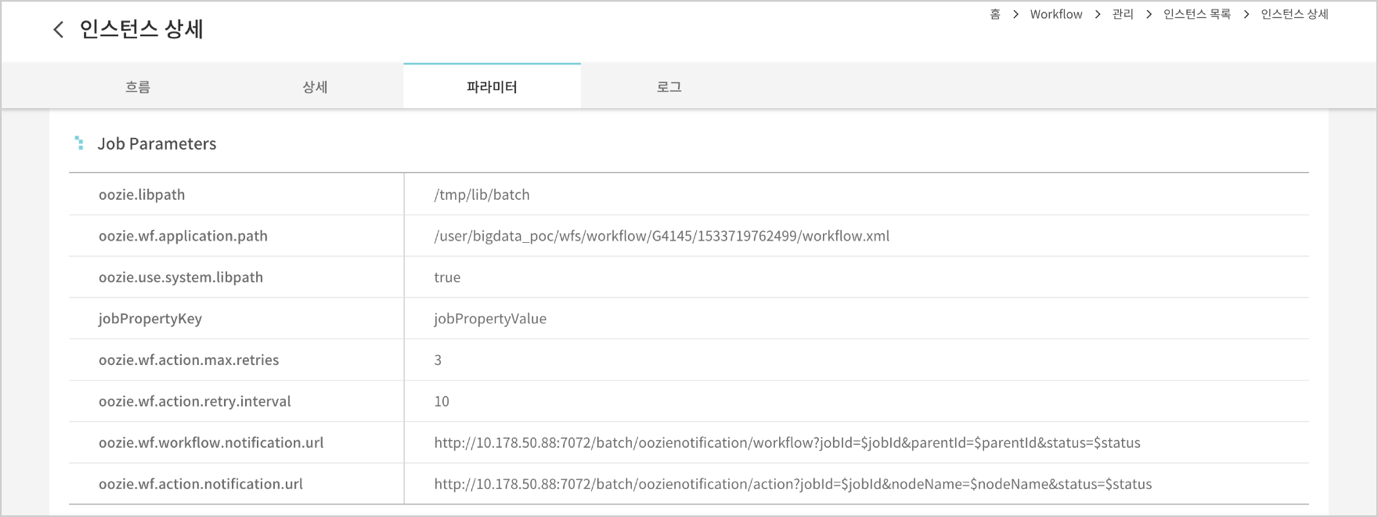 인스턴스 상세
홈 > Workflow > 관리 > 인스턴스 목록 > 인스턴스 상세
흐름 상세 파라미터 로그
Job Parameters
oozie.libpath /tmp/lib/batch
oozie.wf.application.path /user/bigdata_poc/wfs/workflow/G4145/1533719762499/workflow.xml
oozie.use.system.libpath true
jobPropertyKey jobPropertyValue
oozie.wf.action.max.retries 3
oozie.wf.action.retry.interval 10
oozie.wf.workflow.notification.url http://10.178.50.88:7072/batch/oozienotification/workflow?jobId=$jobId&parentId=$parentId&status=$status
oozie.wf.action.notification.url http://10.178.50.88:7072/batch/oozienotification/action?jobId=$jobId&nodeName=$nodeName&status=$status